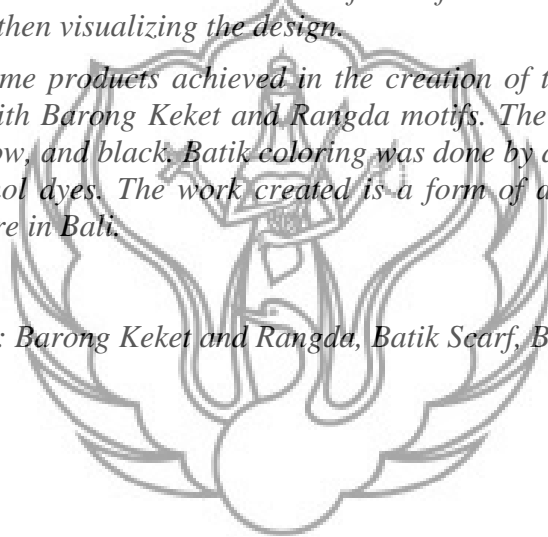 then visualizing the design.
me products achieved in the creation of t
ith Barong Keket and Rangda motifs. The
ow, and black. Batik coloring was done by
ol dyes. The work created is a form of
re in Bali.
: Barong Keket and Rangda, Batik Scarf, B